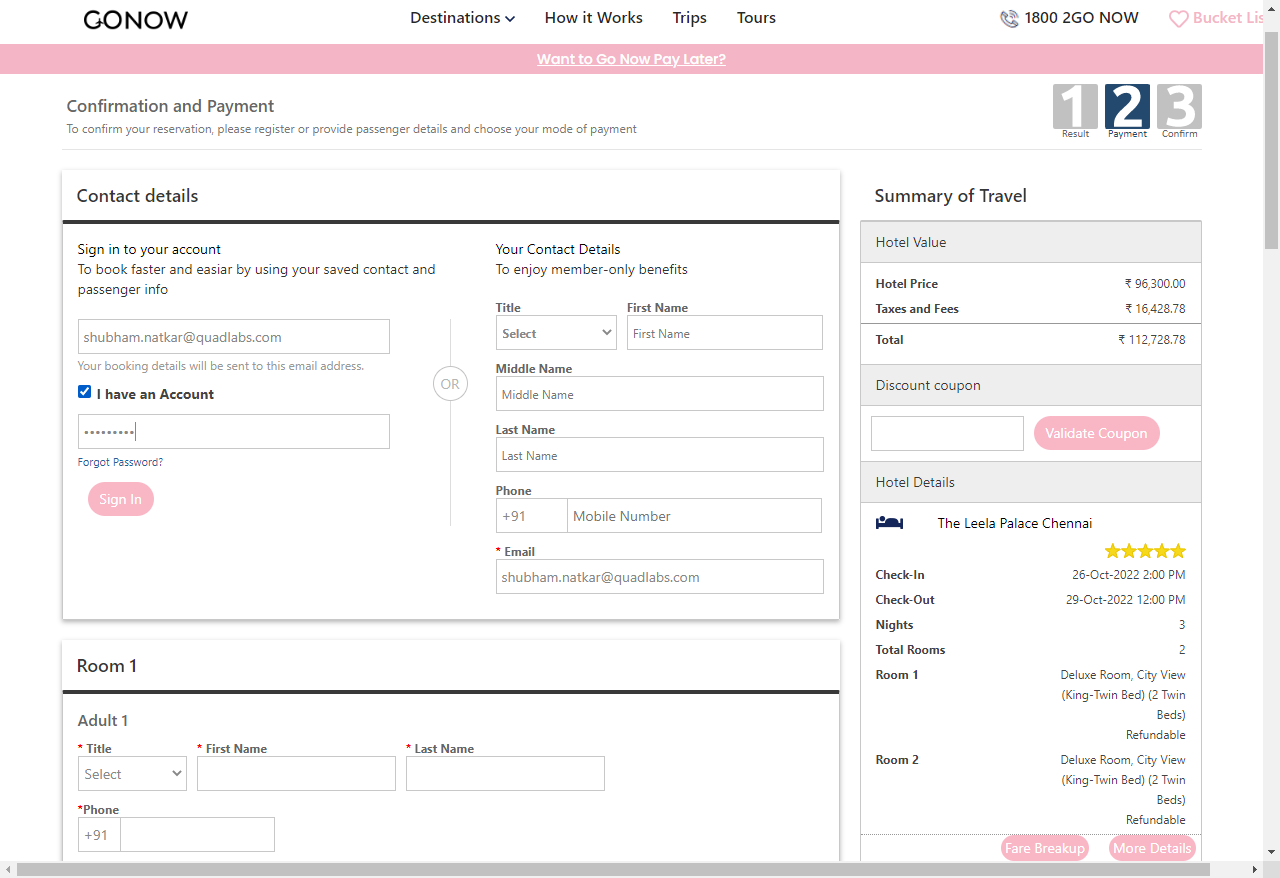 GONOW
Destinations
How it Works
Trips
Tours
1800 2GO NOW
Bucket Lis
Want to Go Now Pay Later?
Confirmation and Payment
To confirm your reservation, please register or provide passenger details and choose your mode of payment
1 2 3
Result Payment Confirm
Contact details
Sign in to your account
To book faster and easiar by using your saved contact and
passenger info
shubham.natkar@quadlabs.com
Your booking details will be sent to this email address.
I have an Account
•••••••••
Forgot Password?
Sign In
OR
Your Contact Details
To enjoy member-only benefits
Title First Name
Select First Name
Middle Name
Middle Name
Last Name
Last Name
Phone
+91 Mobile Number
* Email
shubham.natkar@quadlabs.com
Room 1
Adult 1
* Title * First Name * Last Name
Select
*Phone
+91
Summary of Travel
Hotel Value
Hotel Price ₹ 96,300.00
Taxes and Fees ₹ 16,428.78
Total ₹ 112,728.78
Discount coupon
Validate Coupon
Hotel Details
The Leela Palace Chennai
Check-In 26-Oct-2022 2:00 PM
Check-Out 29-Oct-2022 12:00 PM
Nights 3
Total Rooms 2
Room 1 Deluxe Room, City View
(King-Twin Bed) (2 Twin
Beds)
Refundable
Room 2 Deluxe Room, City View
(King-Twin Bed) (2 Twin
Beds)
Refundable
Fare Breakup More Details